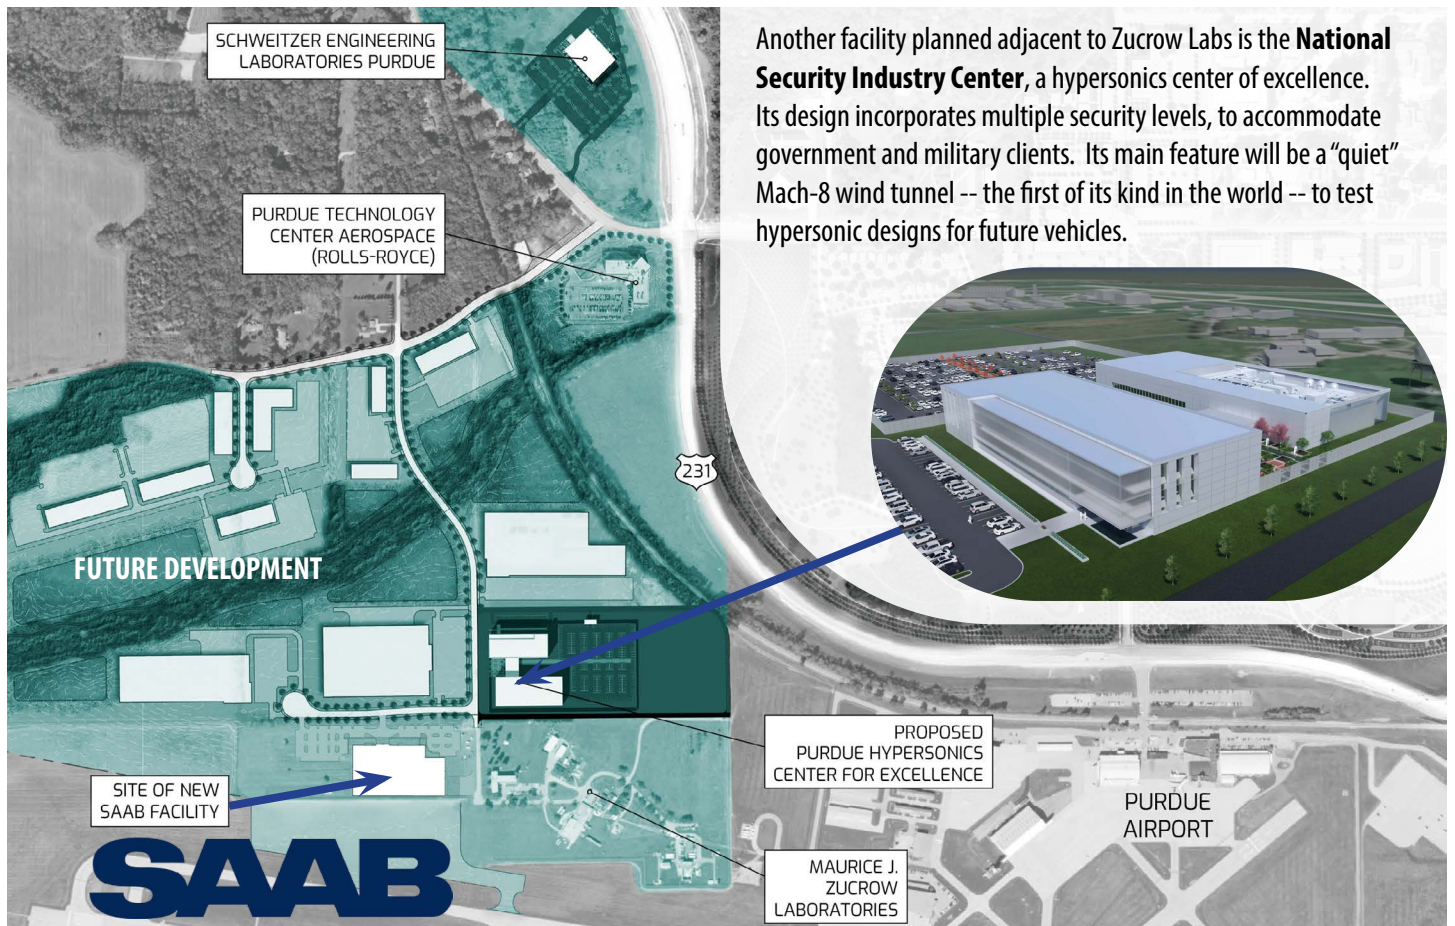 SCHWEITZER ENGINEERING
LABORATORIES PURDUE
Another facility planned adjacent to Zucrow Labs is the National
Security Industry Center, a hypersonics center of excellence.
Its design incorporates multiple security levels, to accommodate
government and military clients.  Its main feature will be a “quiet”
Mach-8 wind tunnel -- the first of its kind in the world -- to test
hypersonic designs for future vehicles.
PURDUE TECHNOLOGY
CENTER AEROSPACE
(ROLLS-ROYCE)
231
FUTURE DEVELOPMENT
PROPOSED
PURDUE HYPERSONICS
CENTER FOR EXCELLENCE
SITE OF NEW
SAAB FACILITY
PURDUE
AIRPORT
SAAB
MAURICE J.
ZUCROW
LABORATORIES